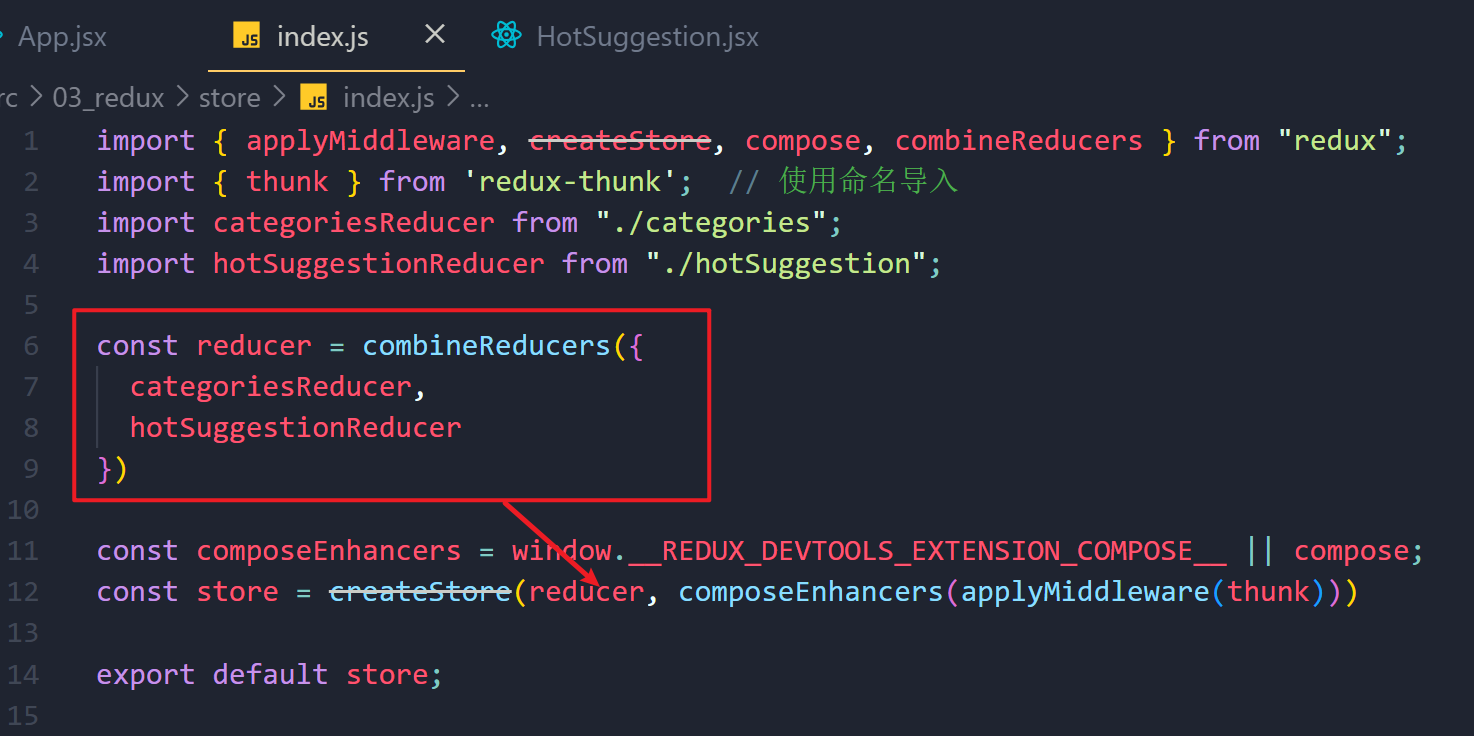 App.jsx JS index.js × HotSuggestion.jsx
rc > 03_redux > store > JS index.js > ...
1 import { applyMiddleware, createStore, compose, combineReducers } from "redux";
2 import { thunk } from 'redux-thunk'; // 使用命名导入
3 import categoriesReducer from "./categories";
4 import hotSuggestionReducer from "./hotSuggestion";
5
6 const reducer = combineReducers({
7 categoriesReducer,
8 hotSuggestionReducer
9 })
10
11 const composeEnhancers = window.__REDUX_DEVTOOLS_EXTENSION_COMPOSE__ || compose;
12 const store = createStore(reducer, composeEnhancers(applyMiddleware(thunk)))
13
14 export default store;
15